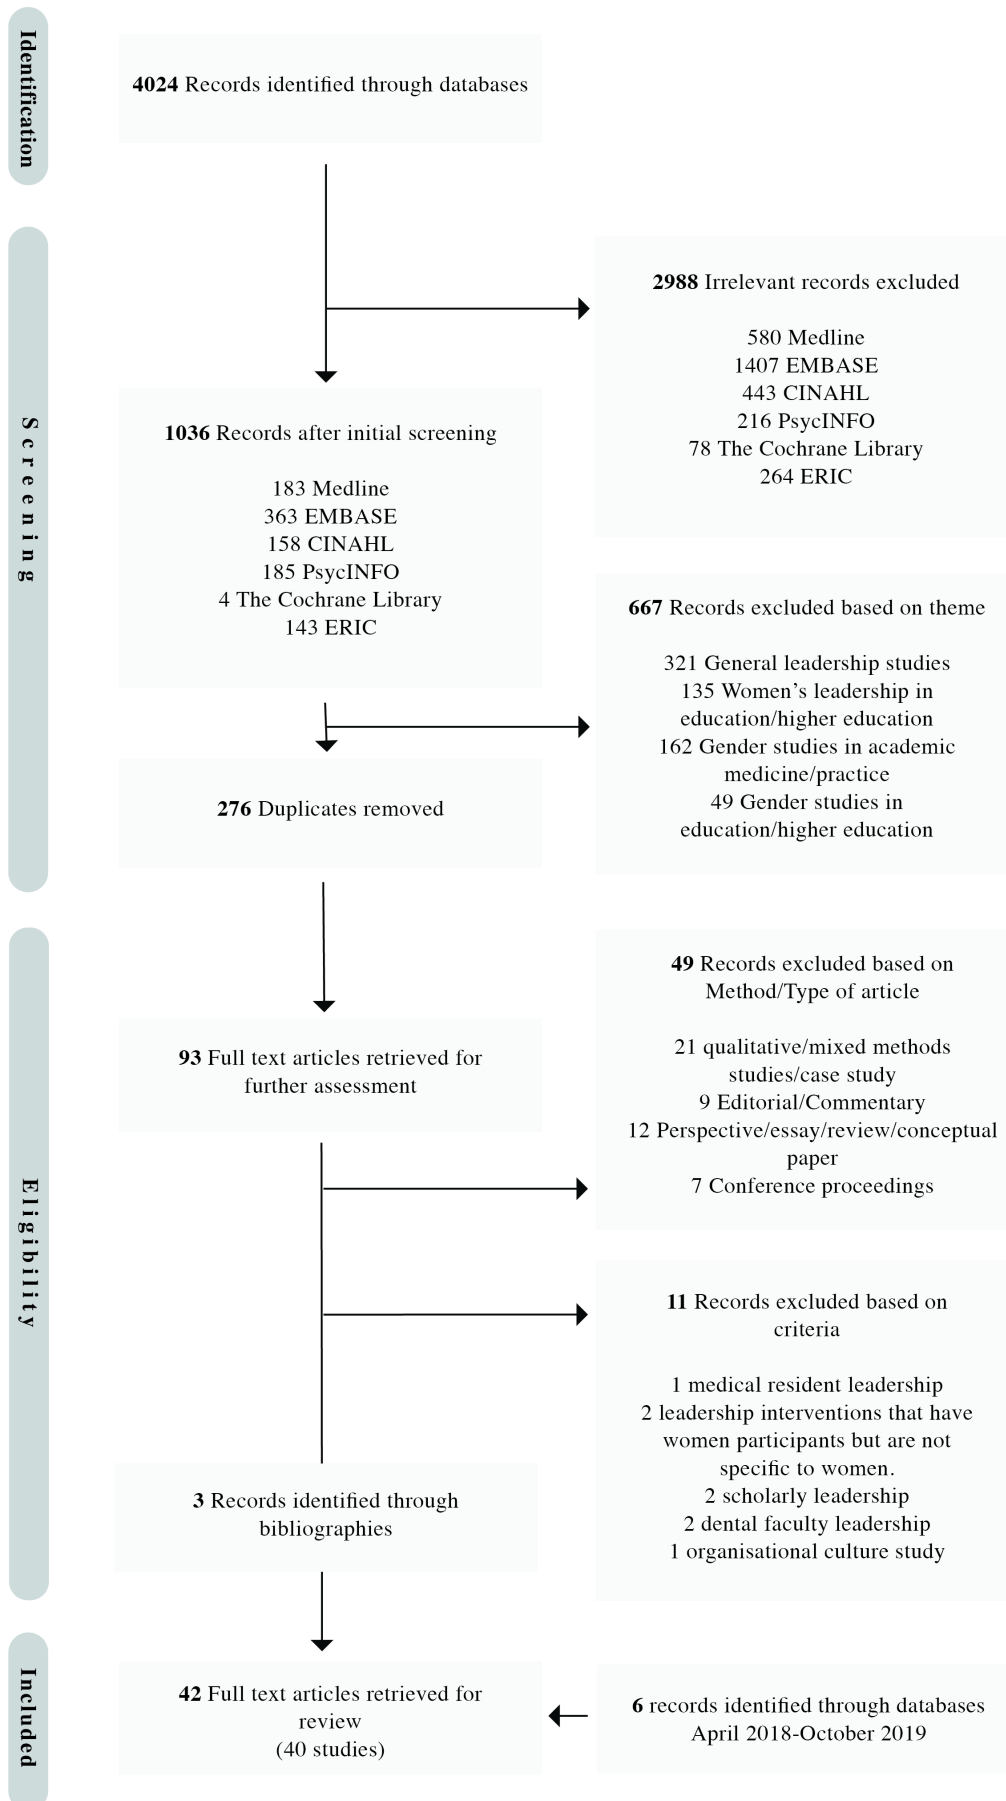 Identification
4024 Records identified through databases
Screening
2988 Irrelevant records excluded
580 Medline
1407 EMBASE
443 CINAHL
216 PsycINFO
78 The Cochrane Library
264 ERIC
1036 Records after initial screening
183 Medline
363 EMBASE
158 CINAHL
185 PsycINFO
4 The Cochrane Library
143 ERIC
667 Records excluded based on theme
321 General leadership studies
135 Women’s leadership in
education/higher education
162 Gender studies in academic
medicine/practice
49 Gender studies in
education/higher education
276 Duplicates removed
Eligibility
49 Records excluded based on
Method/Type of article
21 qualitative/mixed methods
studies/case study
9 Editorial/Commentary
12 Perspective/essay/review/conceptual
paper
7 Conference proceedings
93 Full text articles retrieved for
further assessment
11 Records excluded based on
criteria
1 medical resident leadership
2 leadership interventions that have
women participants but are not
specific to women.
2 scholarly leadership
2 dental faculty leadership
1 organisational culture study
3 Records identified through
bibliographies
Included
42 Full text articles retrieved for
review
(40 studies)
6 records identified through databases
April 2018-October 2019